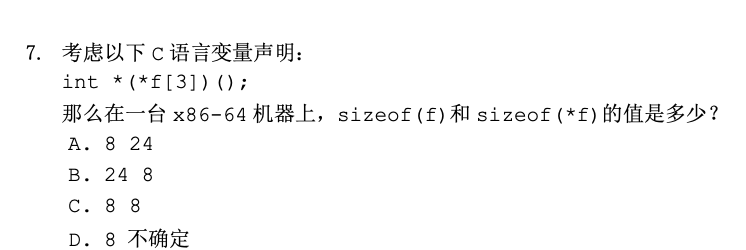 7. 考虑以下 C 语言变量声明：
int *(*f[3])();
那么在一台 x86-64 机器上，sizeof(f)和 sizeof(*f)的值是多少？
A. 8 24
B. 24 8
C. 8 8
D. 8 不确定